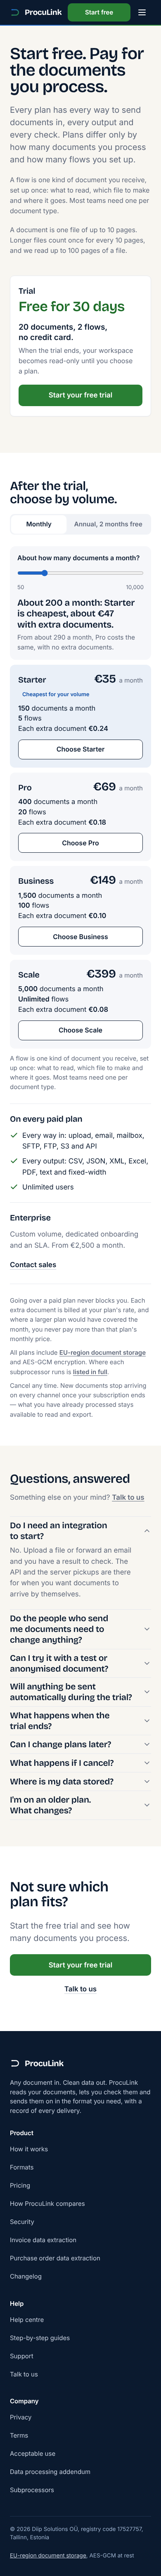 ProcuLink
Start free
Start free. Pay for
the documents
you process.
Every plan has every way to send
documents in, every output and
every check. Plans differ only by
how many documents you process
and how many flows you set up.
A flow is one kind of document you receive,
set up once: what to read, which file to make
and where it goes. Most teams need one per
document type.
A document is one file of up to 10 pages.
Longer files count once for every 10 pages,
and we read up to 100 pages of a file.
Trial
Free for 30 days
20 documents, 2 flows,
no credit card.
When the trial ends, your workspace
becomes read-only until you choose
a plan.
Start your free trial
After the trial,
choose by volume.
Monthly
Annual, 2 months free
About how many documents a month?
50
10,000
About 200 a month: Starter
is cheapest, about €47
with extra documents.
From about 290 a month, Pro costs the
same, with no extra documents.
Starter
€35 a month
Cheapest for your volume
150 documents a month
5 flows
Each extra document €0.24
Choose Starter
Pro
€69 a month
400 documents a month
20 flows
Each extra document €0.18
Choose Pro
Business
€149 a month
1,500 documents a month
100 flows
Each extra document €0.10
Choose Business
Scale
€399 a month
5,000 documents a month
Unlimited flows
Each extra document €0.08
Choose Scale
A flow is one kind of document you receive, set
up once: what to read, which file to make and
where it goes. Most teams need one per
document type.
On every paid plan
Every way in: upload, email, mailbox,
SFTP, FTP, S3 and API
Every output: CSV, JSON, XML, Excel,
PDF, text and fixed-width
Unlimited users
Enterprise
Custom volume, dedicated onboarding
and an SLA. From €2,500 a month.
Contact sales
Going over a paid plan never blocks you. Each
extra document is billed at your plan's rate, and
where a larger plan would have cost less for the
month, you never pay more than that plan's
monthly price.
All plans include EU-region document storage
and AES-GCM encryption. Where each
subprocessor runs is listed in full.
Cancel any time. New documents stop arriving
on every channel once your subscription ends
— what you have already processed stays
available to read and export.
Questions, answered
Something else on your mind? Talk to us
Do I need an integration
to start?
No. Upload a file or forward an email
and you have a result to check. The
API and the server pickups are there
for when you want documents to
arrive by themselves.
Do the people who send
me documents need to
change anything?
Can I try it with a test or
anonymised document?
Will anything be sent
automatically during the trial?
What happens when the
trial ends?
Can I change plans later?
What happens if I cancel?
Where is my data stored?
I'm on an older plan.
What changes?
Not sure which
plan fits?
Start the free trial and see how
many documents you process.
Start your free trial
Talk to us
ProcuLink
Any document in. Clean data out. ProcuLink
reads your documents, lets you check them and
sends them on in the format you need, with a
record of every delivery.
Product
How it works
Formats
Pricing
How ProcuLink compares
Security
Invoice data extraction
Purchase order data extraction
Changelog
Help
Help centre
Step-by-step guides
Support
Talk to us
Company
Privacy
Terms
Acceptable use
Data processing addendum
Subprocessors
© 2026 Diip Solutions OÜ, registry code 17527757,
Tallinn, Estonia
EU-region document storage, AES-GCM at rest